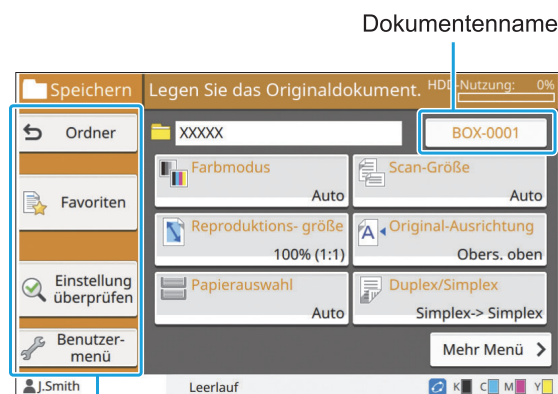 Dokumentenname
Speichern
Legen Sie das Originaldokument.
HDD-Nutzung: 0%
Ordner
XXXXX
BOX-0001
Farbmodus
Auto
Scan-Größe
Auto
Favoriten
Reproduktions- größe
100% (1:1)
Original-Ausrichtung
Obers. oben
Einstellung
überprüfen
Papierauswahl
Auto
Duplex/Simplex
Simplex-> Simplex
Benutzer-
menü
Mehr Menü
J.Smith
Leerlauf
K C M Y